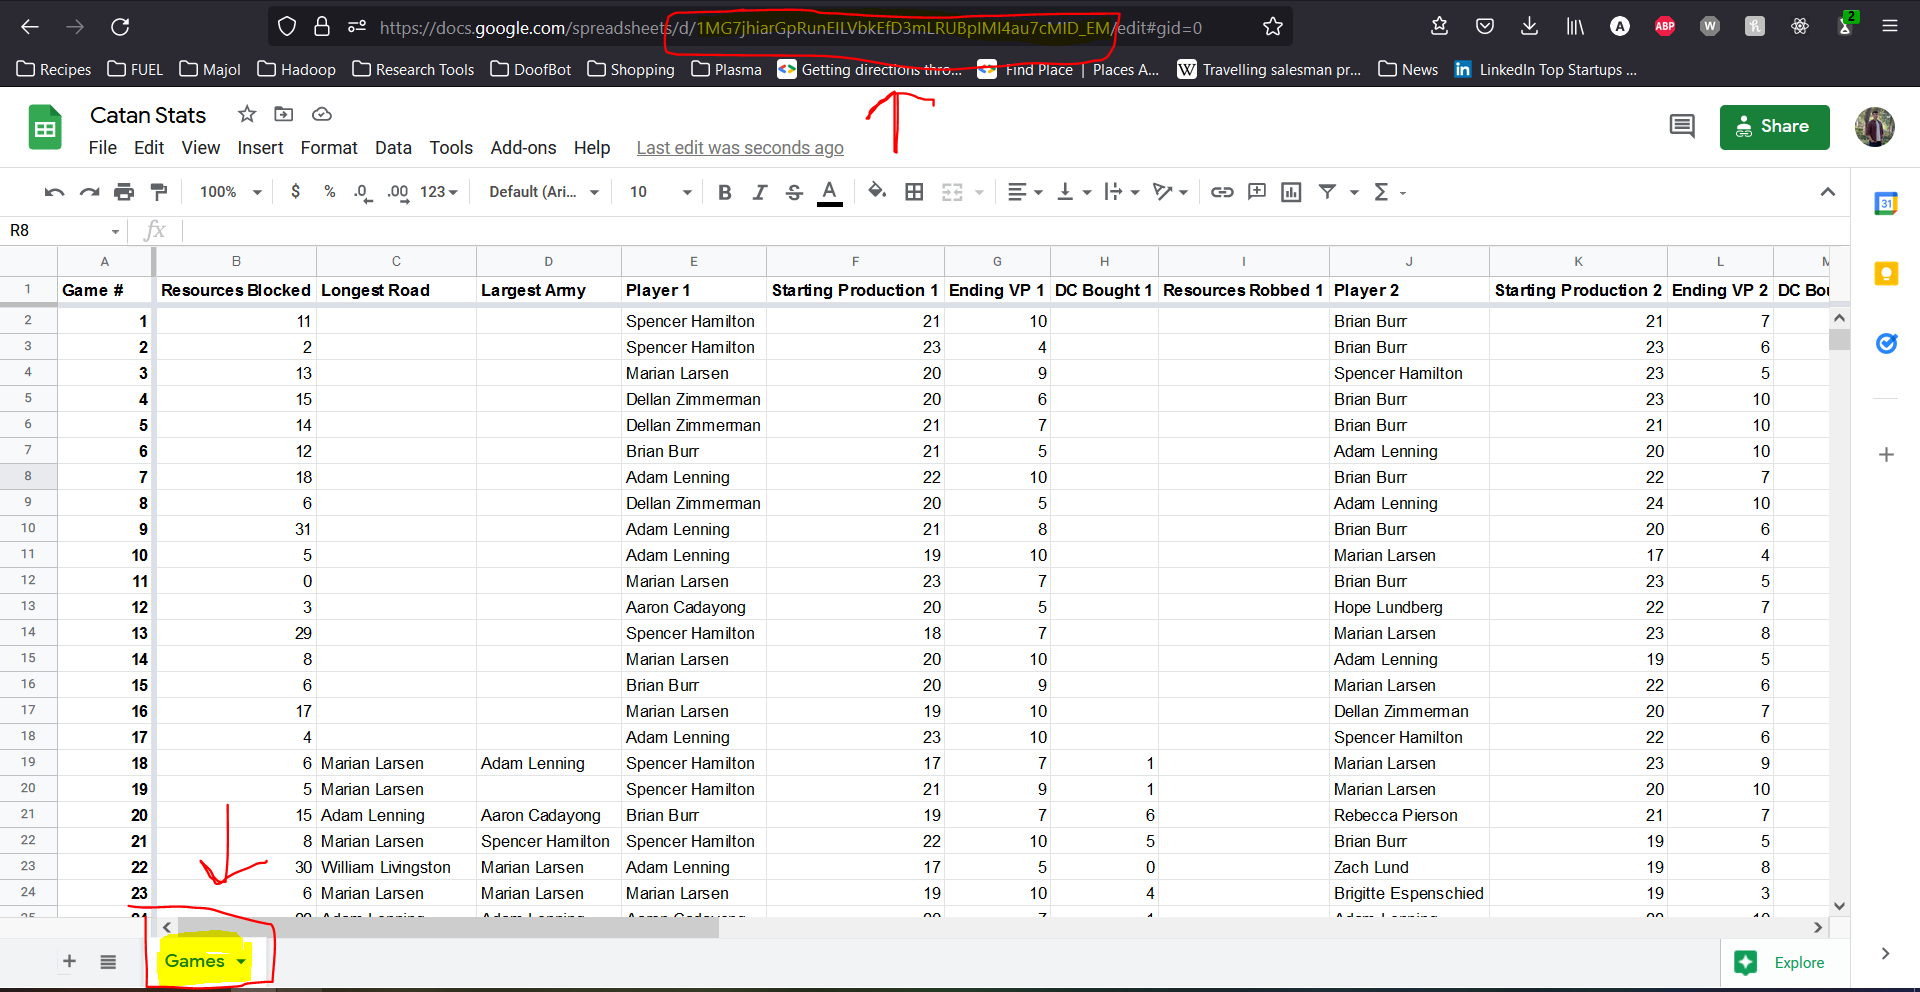 https://docs.google.com/spreadsheets/d/1MG7jhiarGpRunEILVbkEfD3mLRUBpIMI4au7cMID_EM/edit#gid=0
ABP W 2
Recipes FUEL Majol Hadoop Research Tools DoofBot Shopping Plasma Getting directions thro... Find Place | Places A... Travelling salesman pr... News LinkedIn Top Startups ...
Catan Stats
Share
File Edit View Insert Format Data Tools Add-ons Help Last edit was seconds ago
100% $ % .0 .00 123 Default (Ari... 10 B I S A Σ
31
R8 fx
A B C D E F G H I J K L M
1 Game # Resources Blocked Longest Road Largest Army Player 1 Starting Production 1 Ending VP 1 DC Bought 1 Resources Robbed 1 Player 2 Starting Production 2 Ending VP 2 DC Bou
2 1 11 Spencer Hamilton 21 10 Brian Burr 21 7
3 2 2 Spencer Hamilton 23 4 Brian Burr 23 6
4 3 13 Marian Larsen 20 9 Spencer Hamilton 23 5
5 4 15 Dellan Zimmerman 20 6 Brian Burr 23 10
6 5 14 Dellan Zimmerman 21 7 Brian Burr 21 10
7 6 12 Brian Burr 21 5 Adam Lenning 20 10
8 7 18 Adam Lenning 22 10 Brian Burr 22 7
9 8 6 Dellan Zimmerman 20 5 Adam Lenning 24 10
10 9 31 Adam Lenning 21 8 Brian Burr 20 6
11 10 5 Adam Lenning 19 10 Marian Larsen 17 4
12 11 0 Marian Larsen 23 7 Brian Burr 23 5
13 12 3 Aaron Cadayong 20 5 Hope Lundberg 22 7
14 13 29 Spencer Hamilton 18 7 Marian Larsen 23 8
15 14 8 Marian Larsen 20 10 Adam Lenning 19 5
16 15 6 Brian Burr 20 9 Marian Larsen 22 6
17 16 17 Marian Larsen 19 10 Dellan Zimmerman 20 7
18 17 4 Adam Lenning 23 10 Spencer Hamilton 22 6
19 18 6 Marian Larsen Adam Lenning Spencer Hamilton 17 7 1 Marian Larsen 23 9
20 19 5 Marian Larsen Spencer Hamilton 21 9 1 Marian Larsen 20 10
21 20 15 Adam Lenning Aaron Cadayong Brian Burr 19 7 6 Rebecca Pierson 21 7
22 21 8 Marian Larsen Spencer Hamilton Spencer Hamilton 22 10 5 Brian Burr 19 5
23 22 30 William Livingston Marian Larsen Adam Lenning 17 5 0 Zach Lund 19 8
24 23 6 Marian Larsen Marian Larsen Marian Larsen 19 10 4 Brigitte Espenschied 19 3
Games
Explore